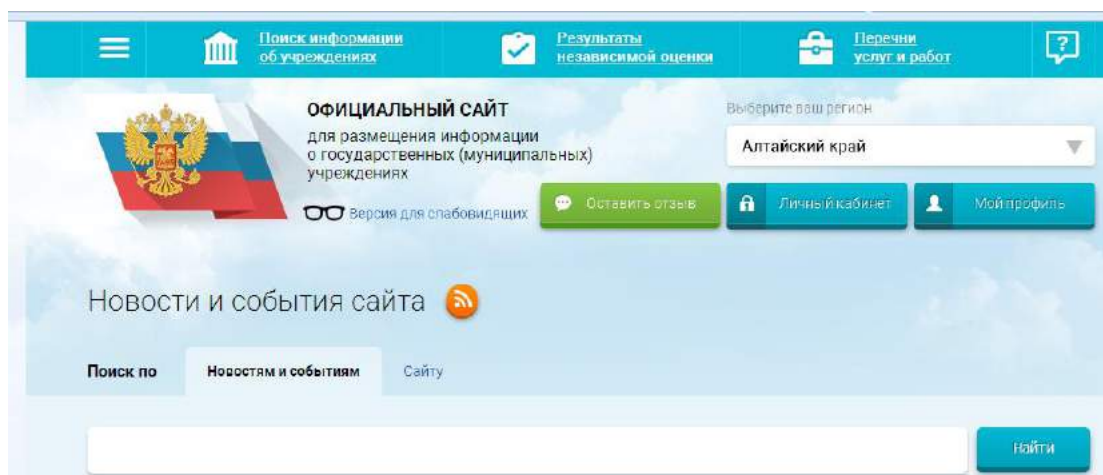 Поиск информации
об учреждениях
Результаты
независимой оценки
Перечни
услуг и работ
?
ОФИЦИАЛЬНЫЙ САЙТ
для размещения информации
о государственных (муниципальных)
учреждениях
Версия для слабовидящих
Выберите ваш регион
Алтайский край
Оставить отзыв
Личный кабинет
Мой профиль
Новости и события сайта
Поиск по
Новостям и событиям
Сайту
Найти